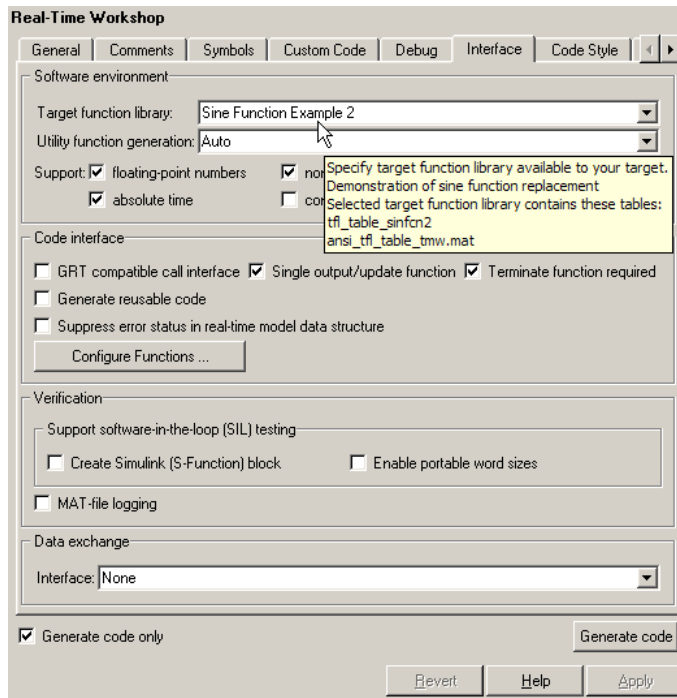 Real-Time Workshop
General Comments Symbols Custom Code Debug Interface Code Style
Software environment
Target function library: Sine Function Example 2
Utility function generation: Auto
Support: floating-point numbers
absolute time
Specify target function library available to your target.
Demonstration of sine function replacement
Selected target function library contains these tables:
tfl_table_sinfcn2
ansi_tfl_table_tmw.mat
Code interface
GRT compatible call interface Single output/update function Terminate function required
Generate reusable code
Suppress error status in real-time model data structure
Configure Functions ...
Verification
Support software-in-the-loop (SIL) testing
Create Simulink (S-Function) block Enable portable word sizes
MAT-file logging
Data exchange
Interface: None
Generate code only Generate code
Revert Help Apply